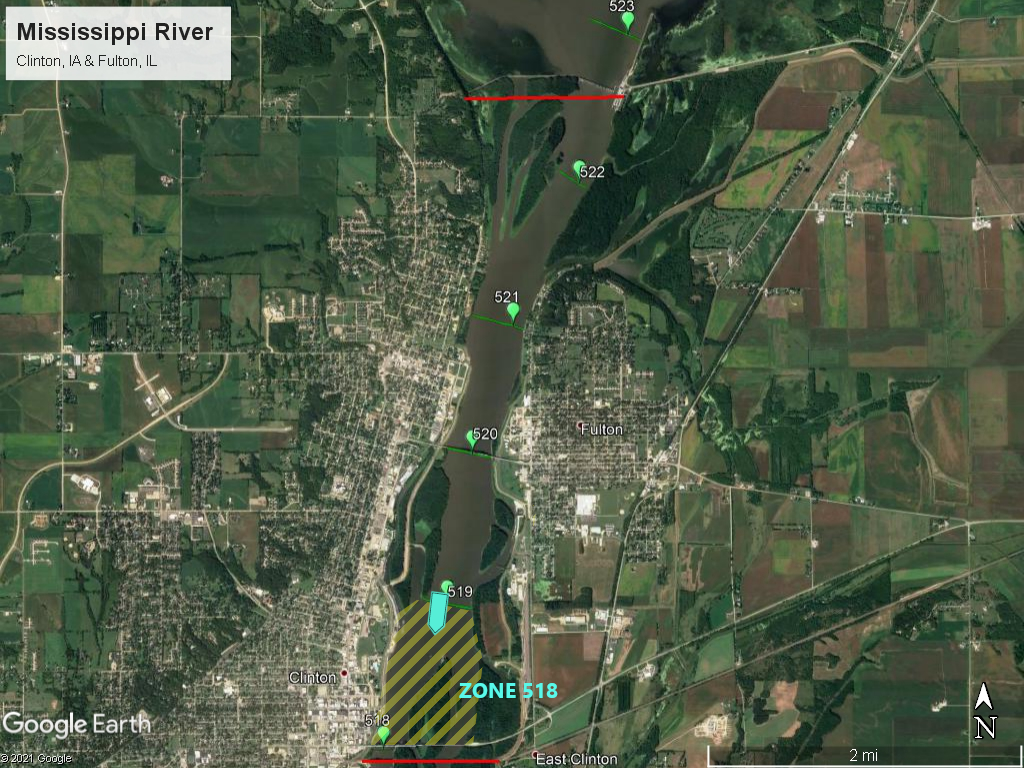 Mississippi River
Clinton, IA & Fulton, IL
523
522
521
520
Fulton
519
ZONE 518
Clinton
518
East Clinton
Google Earth
© 2021 Google
2 mi
N